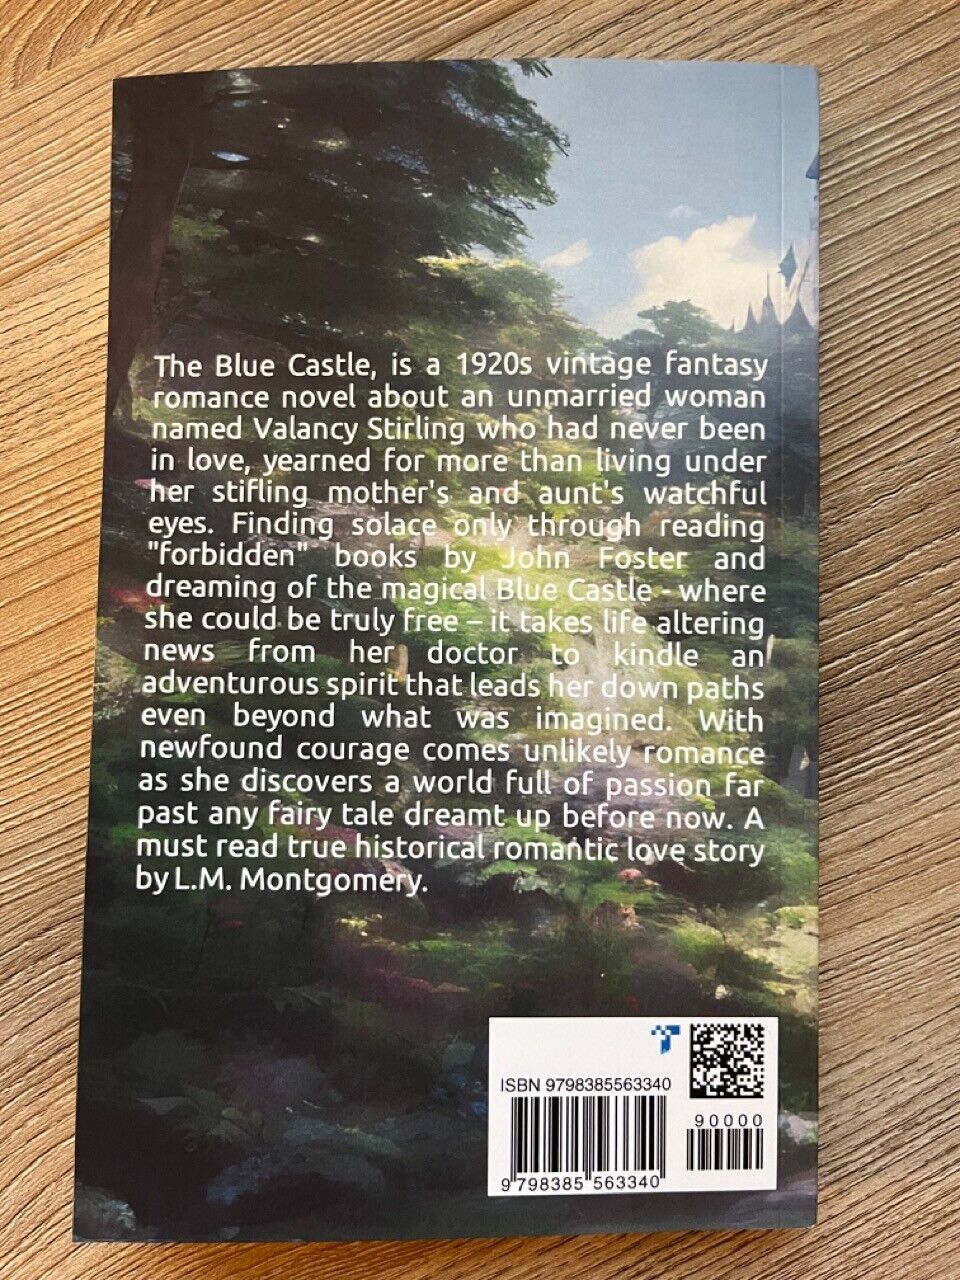 The Blue Castle, is a 1920s vintage fantasy
romance novel about an unmarried woman
named Valancy Stirling who had never been
in love, yearned for more than living under
her stifling mother's and aunt's watchful
eyes. Finding solace only through reading
"forbidden" books by John Foster and
dreaming of the magical Blue Castle - where
she could be truly free – it takes life altering
news from her doctor to kindle an
adventurous spirit that leads her down paths
even beyond what was imagined. With
newfound courage comes unlikely romance
as she discovers a world full of passion far
past any fairy tale dreamt up before now. A
must read true historical romantic love story
by L.M. Montgomery.
ISBN 9798385563340
90000
9 798385 563340